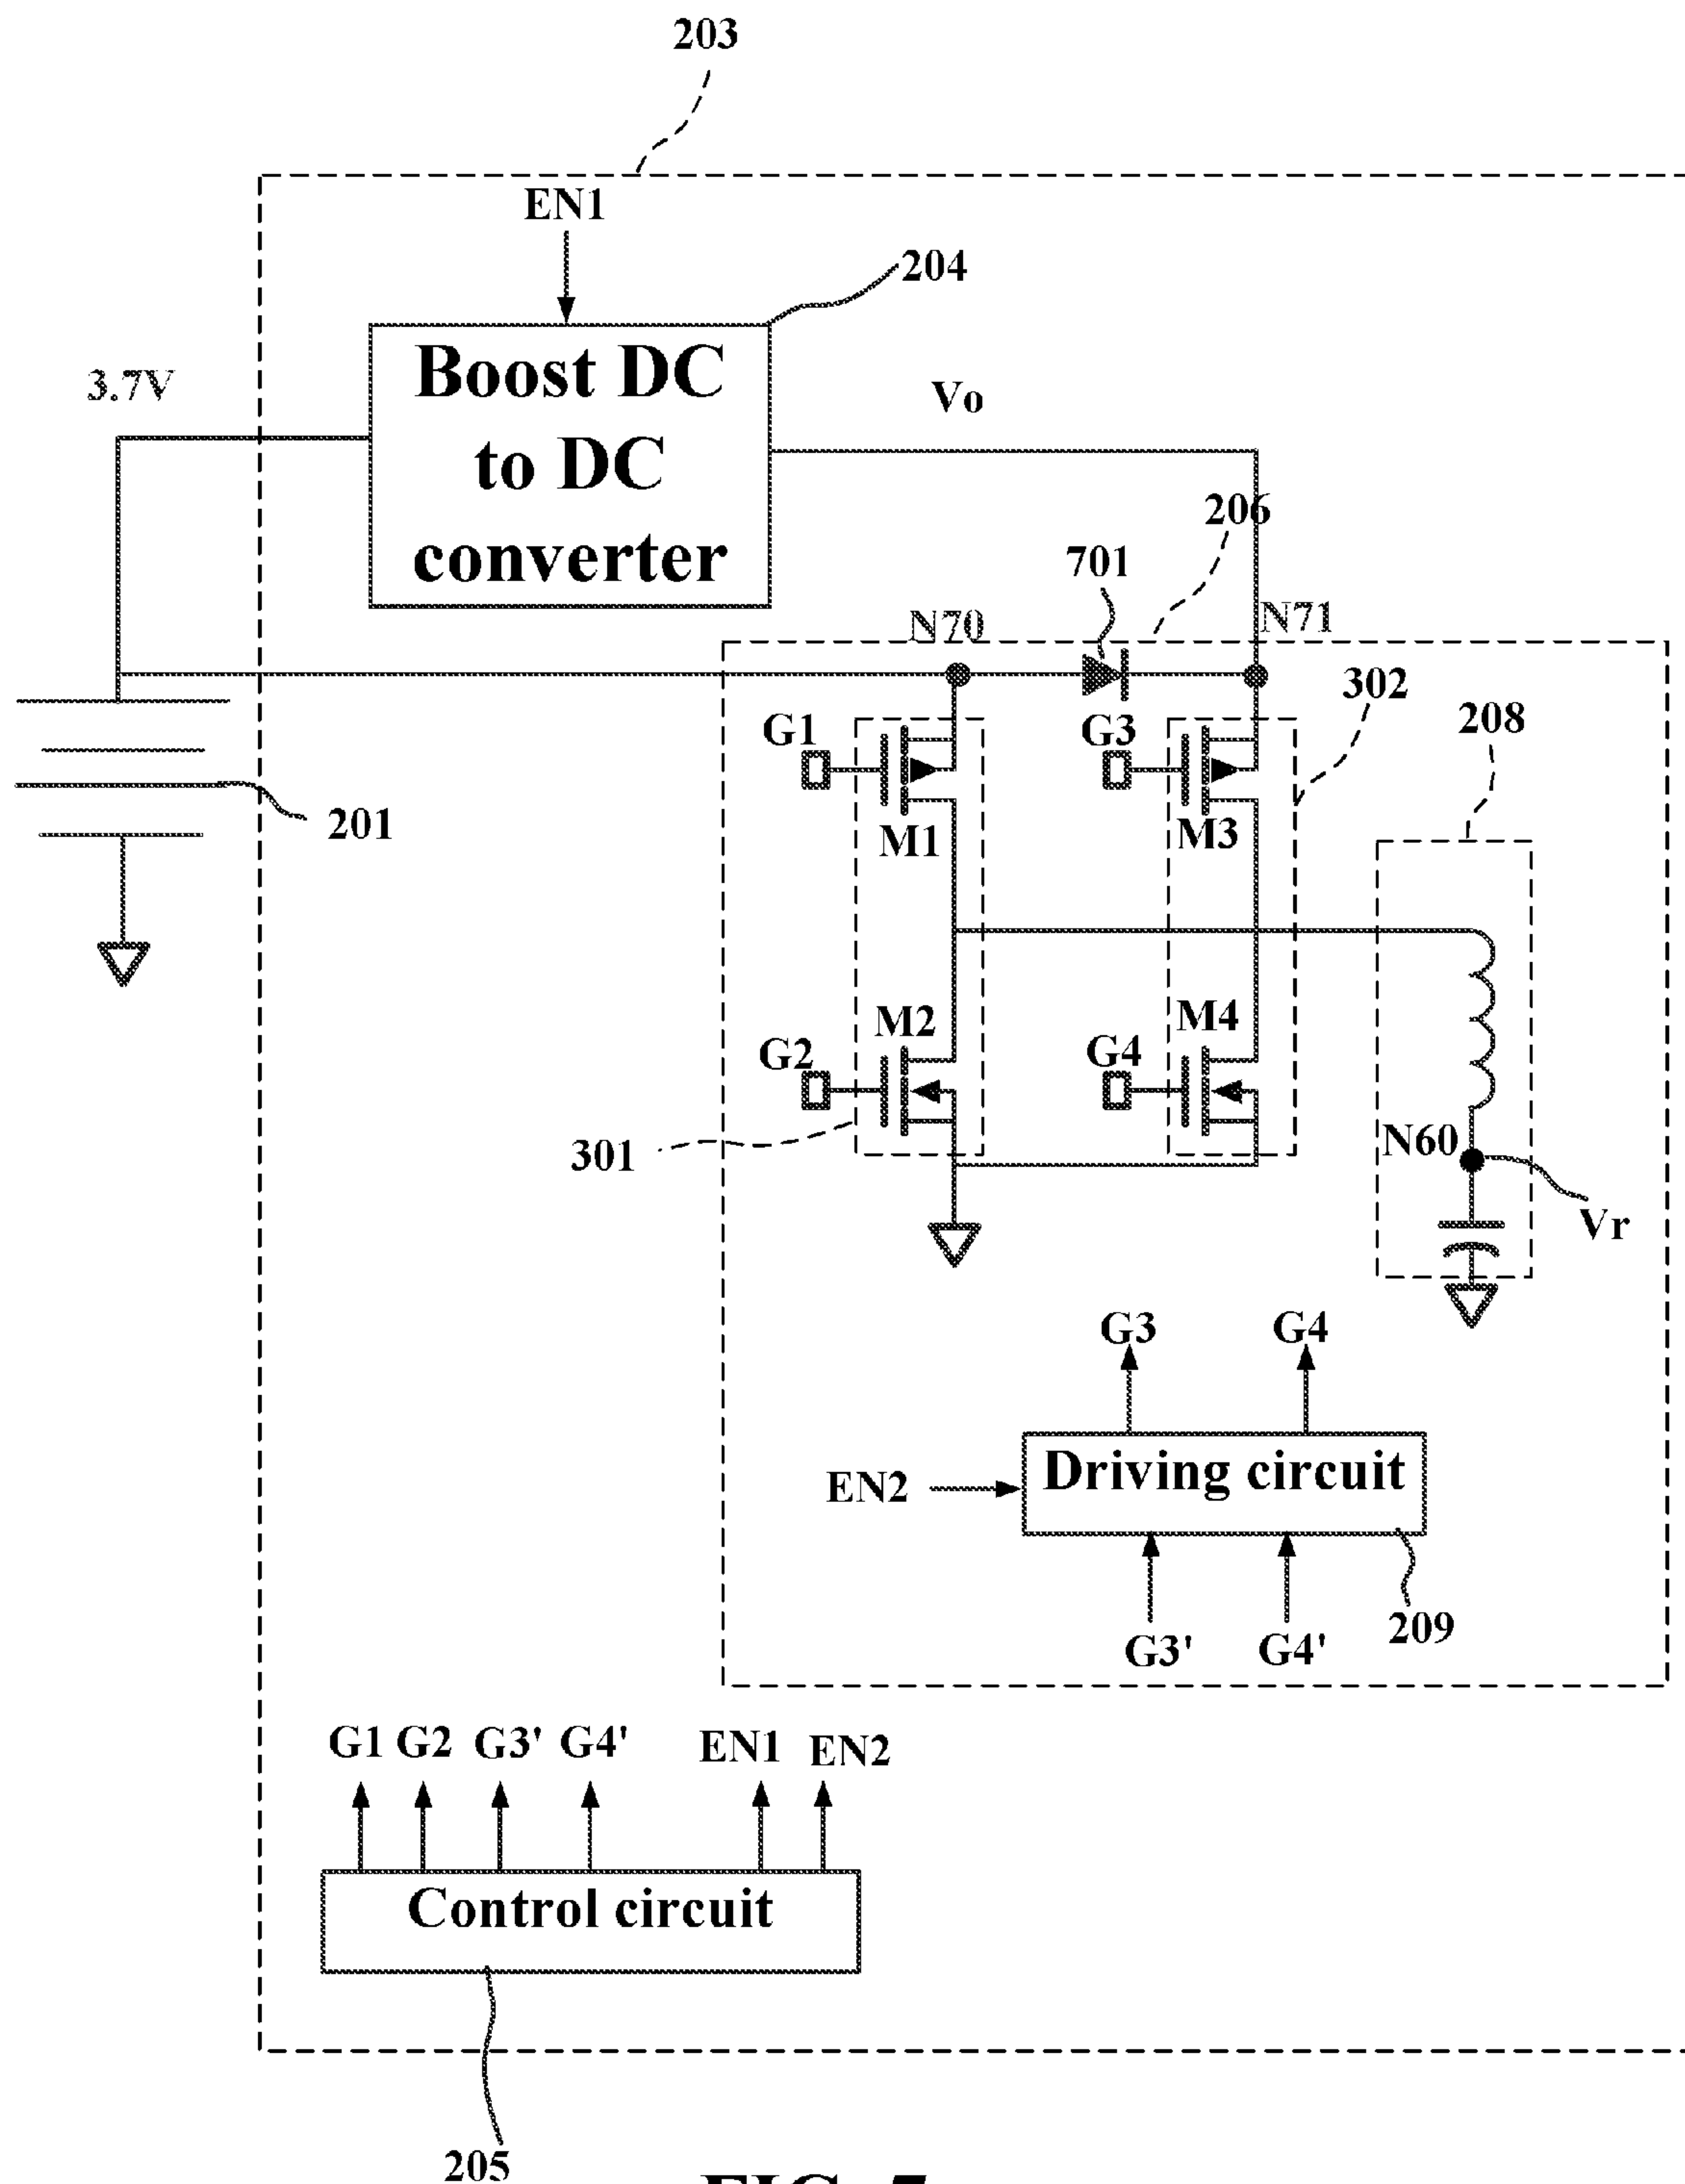 203
EN1
204
Boost DC
to DC
converter
3.7V
Vo
206
701
N70
N71
302
208
G1
G3
201
M1
M3
M2
M4
G2
G4
301
N60
Vr
G3
G4
EN2
Driving circuit
209
G3'
G4'
G1
G2
G3'
G4'
EN1
EN2
Control circuit
205